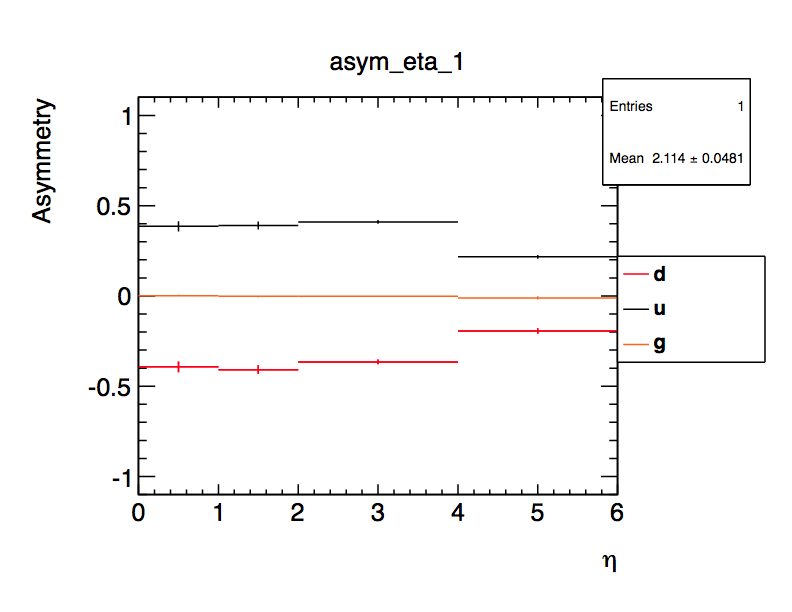 asym_eta_1
Entries 1
Mean 2.114 ± 0.0481
Asymmetry
1
0.5
0
-0.5
-1
d
u
g
0 1 2 3 4 5 6
η